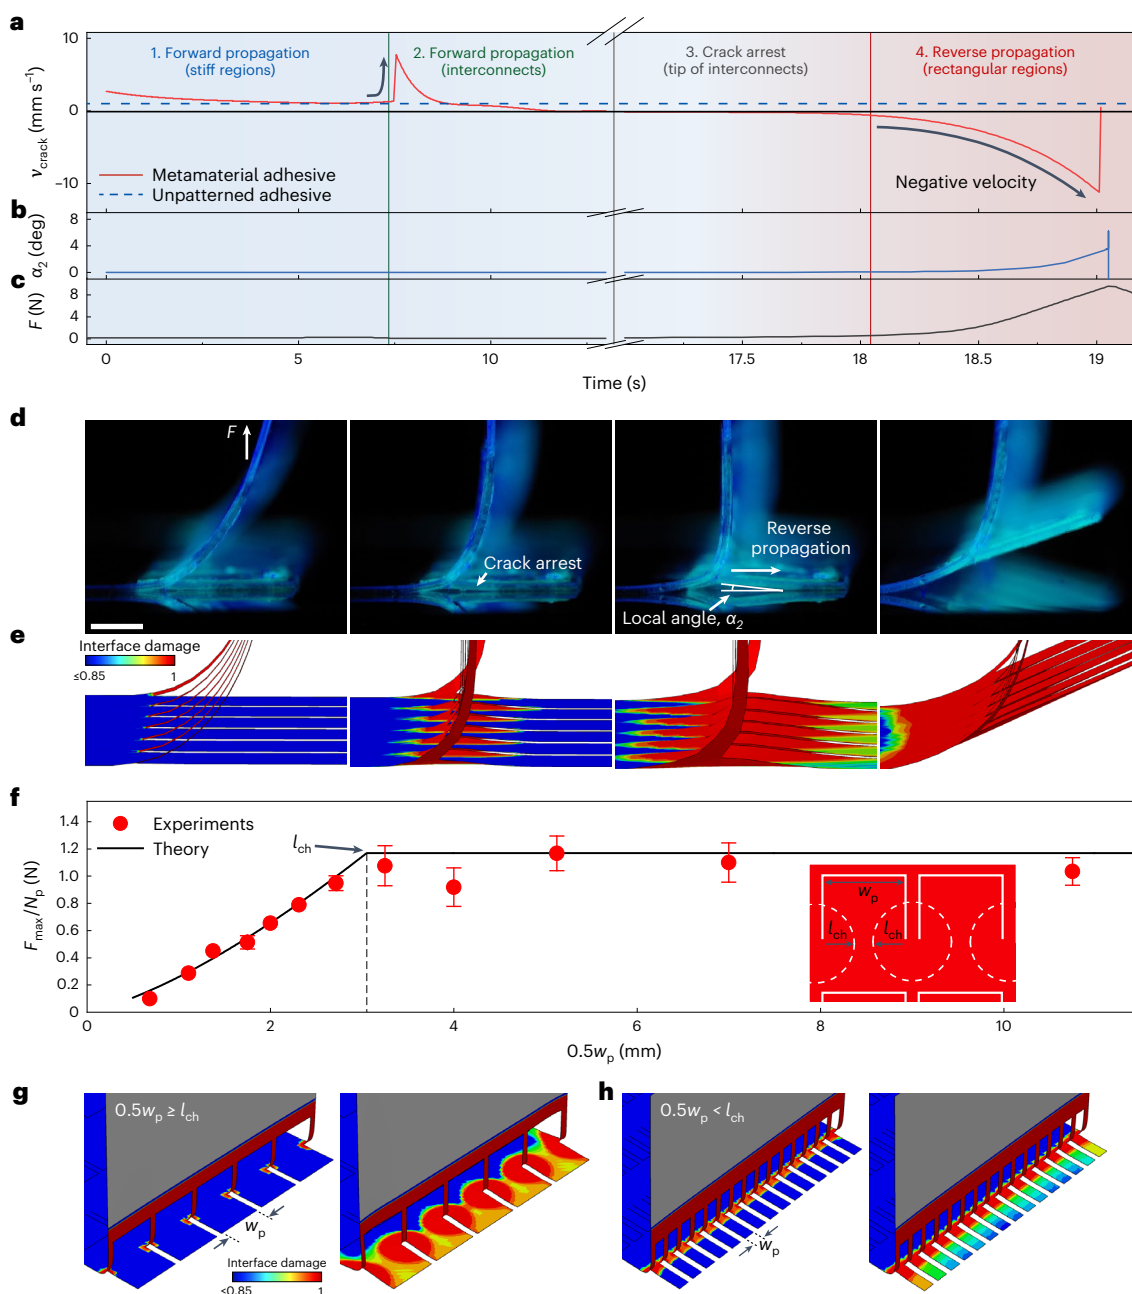 a
10
0
−10
v_crack (mm s⁻¹)
1. Forward propagation
(stiff regions)
2. Forward propagation
(interconnects)
3. Crack arrest
(tip of interconnects)
4. Reverse propagation
(rectangular regions)
Metamaterial adhesive
Unpatterned adhesive
Negative velocity
b
8
4
0
α₂ (deg)
c
8
4
0
F (N)
0
5
10
17.5
18
18.5
19
Time (s)
d
F
Crack arrest
Reverse
propagation
Local angle, α₂
e
Interface damage
≤0.85
1
f
1.4
1.2
1.0
0.8
0.6
0.4
0.2
0
F_max/N_p (N)
Experiments
Theory
l_ch
w_p
l_ch
l_ch
0
2
4
6
8
10
0.5w_p (mm)
g
0.5w_p ≥ l_ch
w_p
Interface damage
<0.85
1
h
0.5w_p < l_ch
w_p